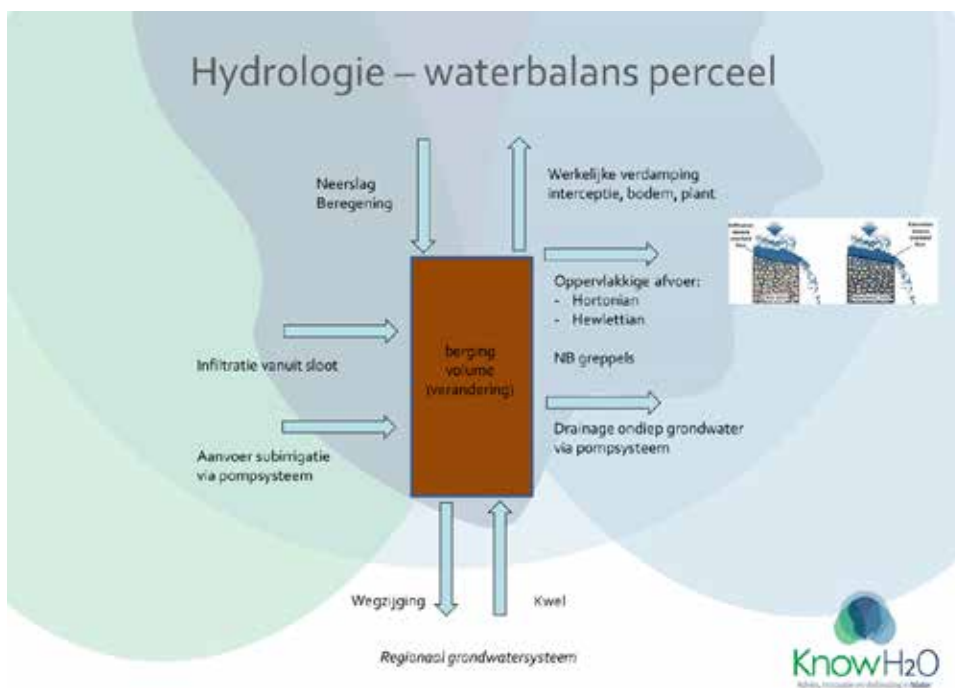 Hydrologie – waterbalans perceel
Neerslag
Beregening
Werkelijke verdamping
interceptie, bodem, plant
Oppervlakkige afvoer:
- Hortonian
- Hewlettian
NB greppels
Infiltratie vanuit sloot
berging
volume
(verandering)
Drainage ondiep grondwater
via pompsysteem
Aanvoer subirrigatie
via pompsysteem
Wegzijging
Kwel
Regionaal grondwatersysteem
KnowH2O